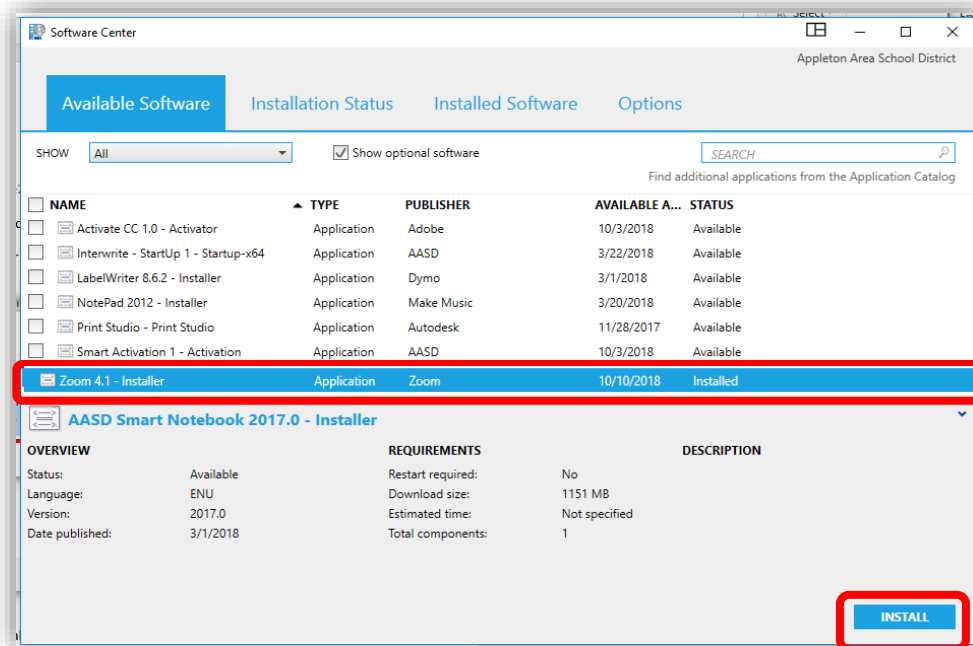 Select
Software Center
Appleton Area School District
Available Software Installation Status Installed Software Options
SHOW All Show optional software SEARCH
Find additional applications from the Application Catalog
NAME TYPE PUBLISHER AVAILABLE A... STATUS
Activate CC 1.0 - Activator Application Adobe 10/3/2018 Available
Interwrite - StartUp 1 - Startup-x64 Application AASD 3/22/2018 Available
LabelWriter 8.6.2 - Installer Application Dymo 3/1/2018 Available
NotePad 2012 - Installer Application Make Music 3/20/2018 Available
Print Studio - Print Studio Application Autodesk 11/28/2017 Available
Smart Activation 1 - Activation Application AASD 10/3/2018 Available
Zoom 4.1 - Installer Application Zoom 10/10/2018 Installed
AASD Smart Notebook 2017.0 - Installer
OVERVIEW REQUIREMENTS DESCRIPTION
Status: Available Restart required: No
Language: ENU Download size: 1151 MB
Version: 2017.0 Estimated time: Not specified
Date published: 3/1/2018 Total components: 1
INSTALL